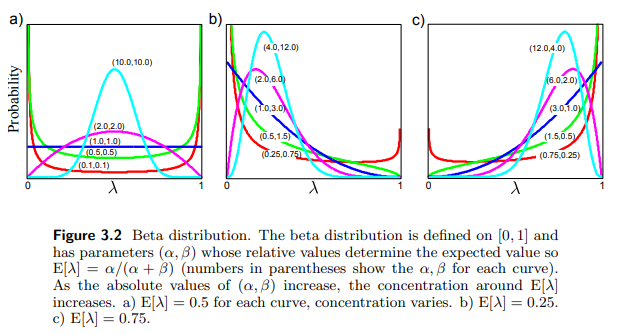 a)
Probability
(10.0,10.0)
(2.0,2.0)
(1.0,1.0)
(0.5,0.5)
(0.1,0.1)
0
λ
1
b)
(4.0,12.0)
(2.0,6.0)
(1.0,3.0)
(0.5,1.5)
(0.25,0.75)
0
λ
1
c)
(12.0,4.0)
(6.0,2.0)
(3.0,1.0)
(1.5,0.5)
(0.75,0.25)
0
λ
1
Figure 3.2 Beta distribution. The beta distribution is defined on [0, 1] and
has parameters (α, β) whose relative values determine the expected value so
E[λ] = α/(α + β) (numbers in parentheses show the α, β for each curve).
As the absolute values of (α, β) increase, the concentration around E[λ]
increases. a) E[λ] = 0.5 for each curve, concentration varies. b) E[λ] = 0.25.
c) E[λ] = 0.75.